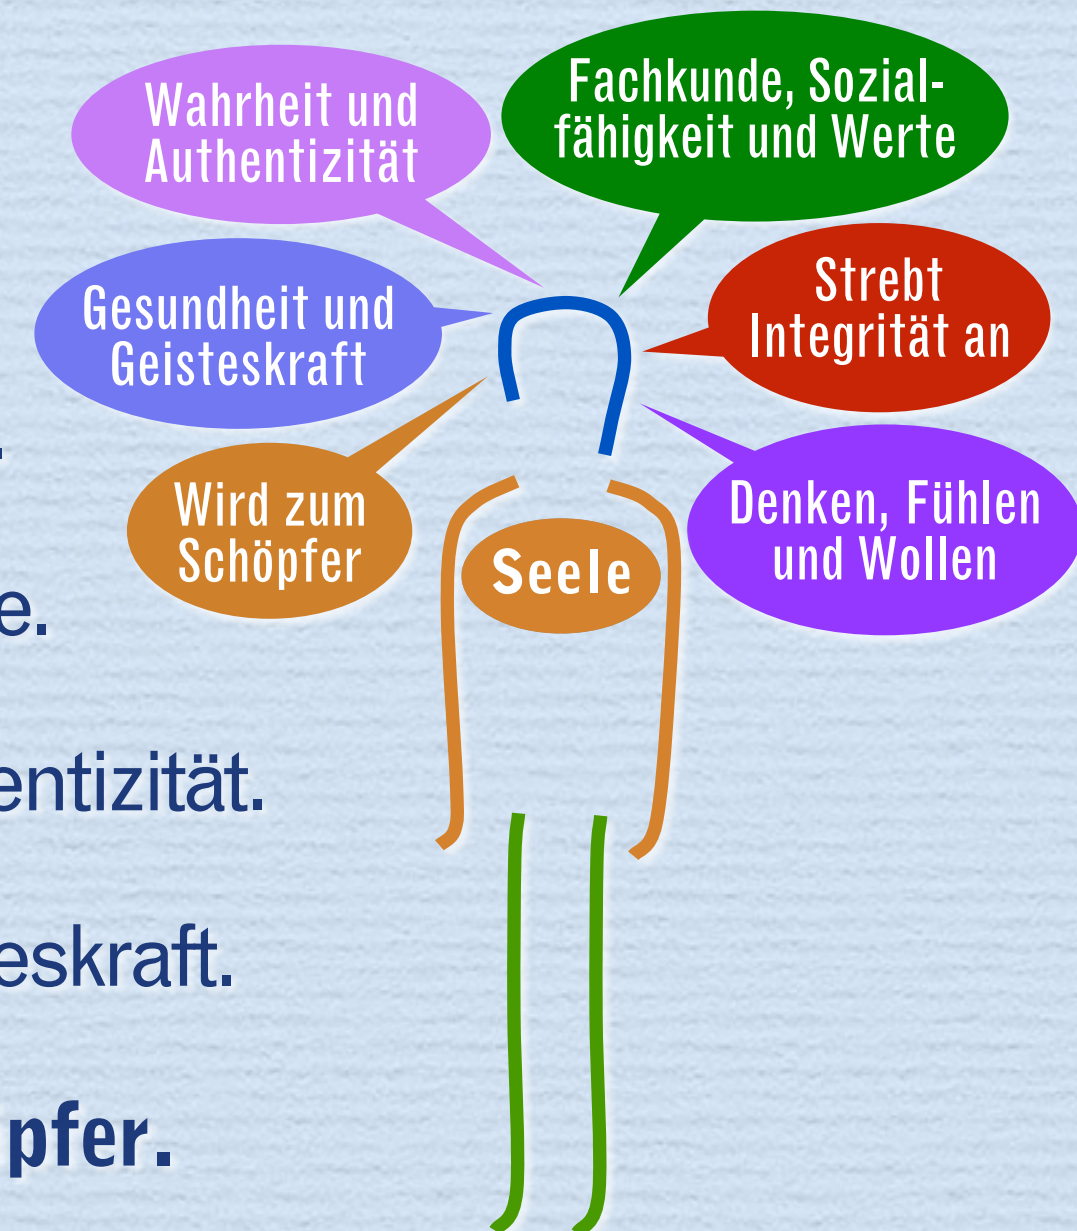 Wahrheit und
Authentizität
Fachkunde, Sozial-
fähigkeit und Werte
Gesundheit und
Geisteskraft
Strebt
Integrität an
Wird zum
Schöpfer
Denken, Fühlen
und Wollen
Seele
e.
entizität.
eskraft.
pfer.